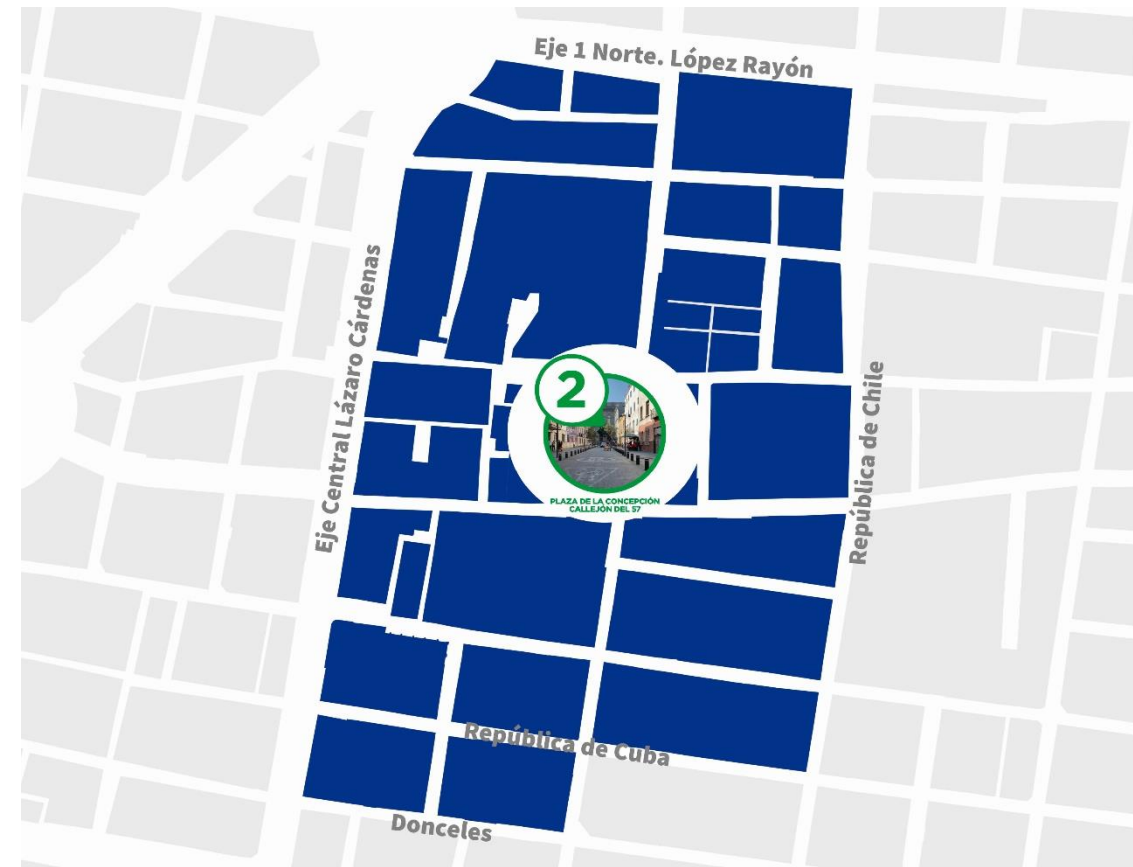 Eje 1 Norte. López Rayón
Eje Central Lázaro Cárdenas
2
PLAZA DE LA CONCEPCIÓN
CALLEJÓN DEL 57
República de Chile
República de Cuba
Donceles